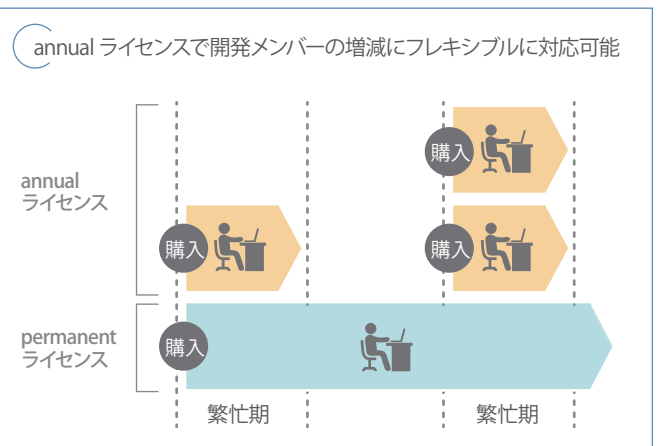 annual ライセンスで開発メンバーの増減にフレキシブルに対応可能
購入
annual
ライセンス
購入
購入
permanent
ライセンス
購入
繁忙期
繁忙期